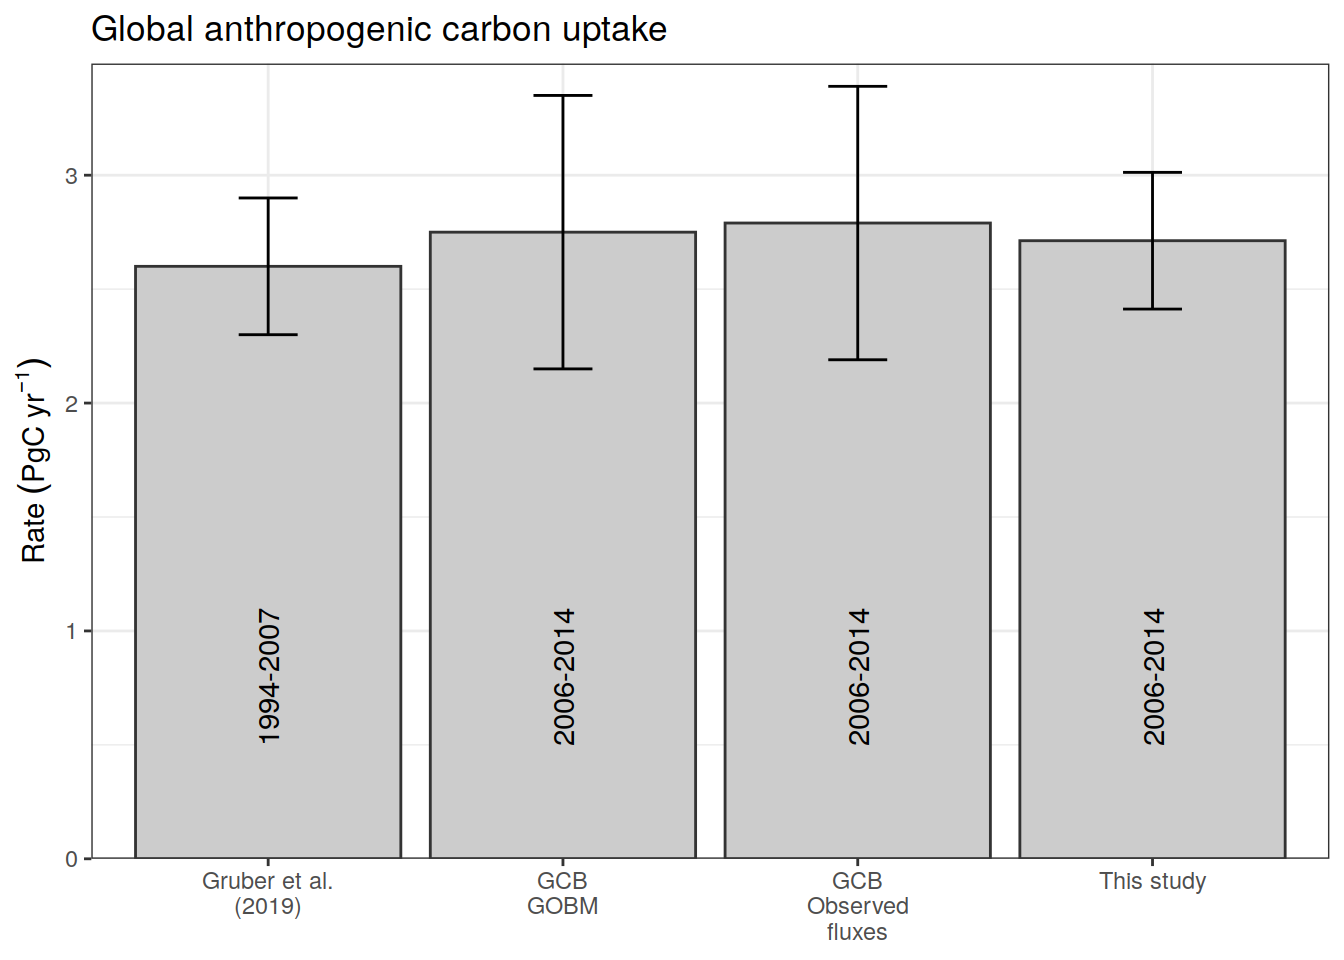 Global anthropogenic carbon uptake
Rate (PgC yr⁻¹)
3
2
1
0
1994-2007
2006-2014
2006-2014
2006-2014
Gruber et al.
(2019)
GCB
GOBM
GCB
Observed
fluxes
This study